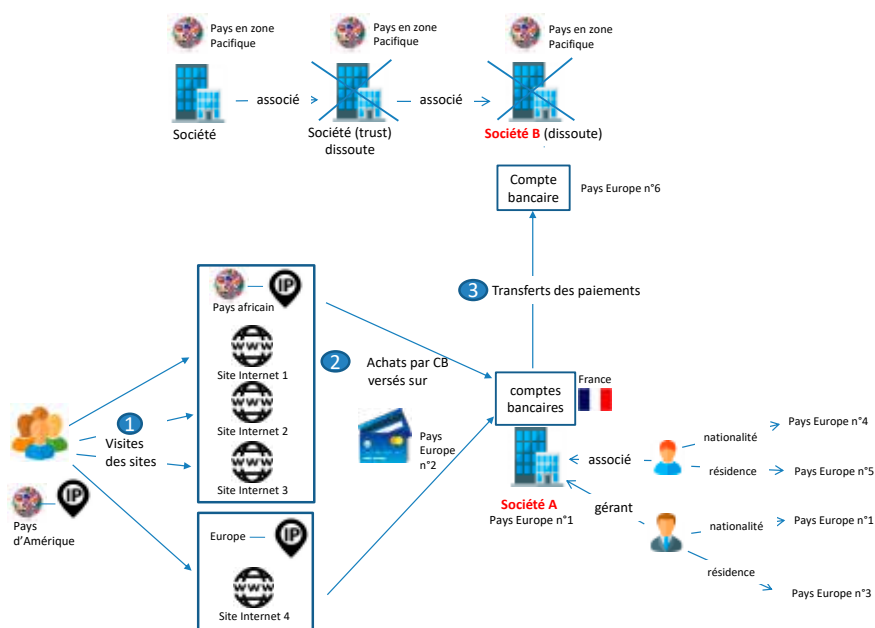 Pays en zone
Pacifique
Pays en zone
Pacifique
Pays en zone
Pacifique
associé
associé
Société
Société (trust)
dissoute
Société B (dissoute)
Compte
bancaire
Pays Europe n°6
3 Transferts des paiements
IP
Pays africain
www
Site Internet 1
www
Site Internet 2
www
Site Internet 3
2 Achats par CB
versés sur
Pays
Europe
n°2
1
Visites
des sites
IP
Pays
d'Amérique
Europe
IP
www
Site Internet 4
comptes
bancaires
France
Société A
Pays Europe n°1
associé
gérant
nationalité
Pays Europe n°4
résidence
Pays Europe n°5
nationalité
Pays Europe n°1
résidence
Pays Europe n°3